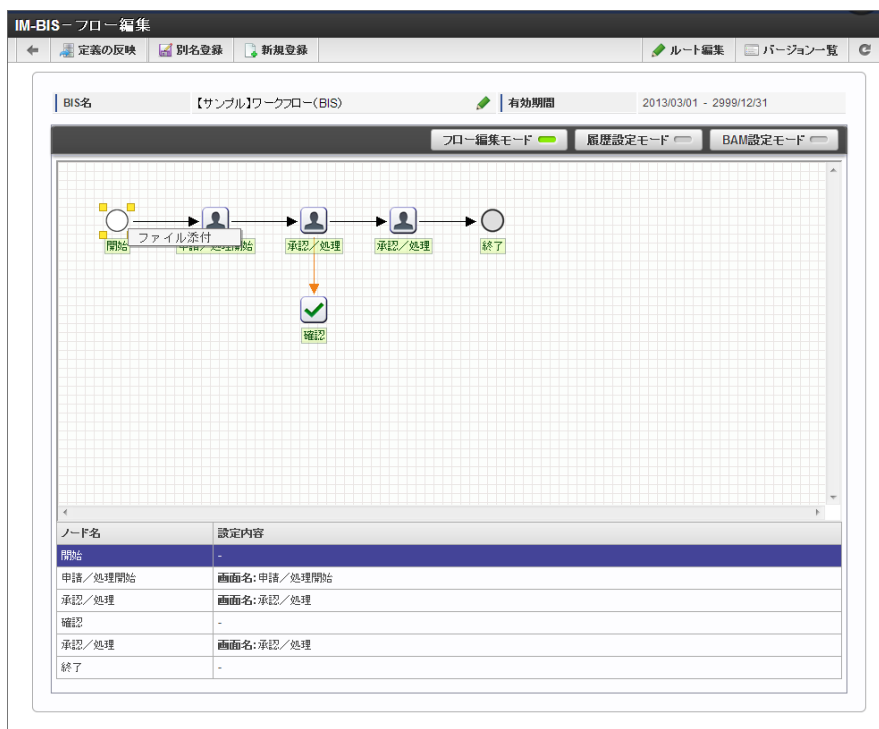 IM-BIS－フロー編集
定義の反映 別名登録 新規登録 ルート編集 バージョン一覧
BIS名 【サンプル】ワークフロー(BIS) 有効期間 2013/03/01 - 2999/12/31
フロー編集モード 履歴設定モード BAM設定モード
ファイル添付
開始 申請／処理開始 承認／処理 承認／処理 終了
確認
ノード名 設定内容
開始 -
申請／処理開始 画面名:申請／処理開始
承認／処理 画面名:承認／処理
確認 -
承認／処理 画面名:承認／処理
終了 -